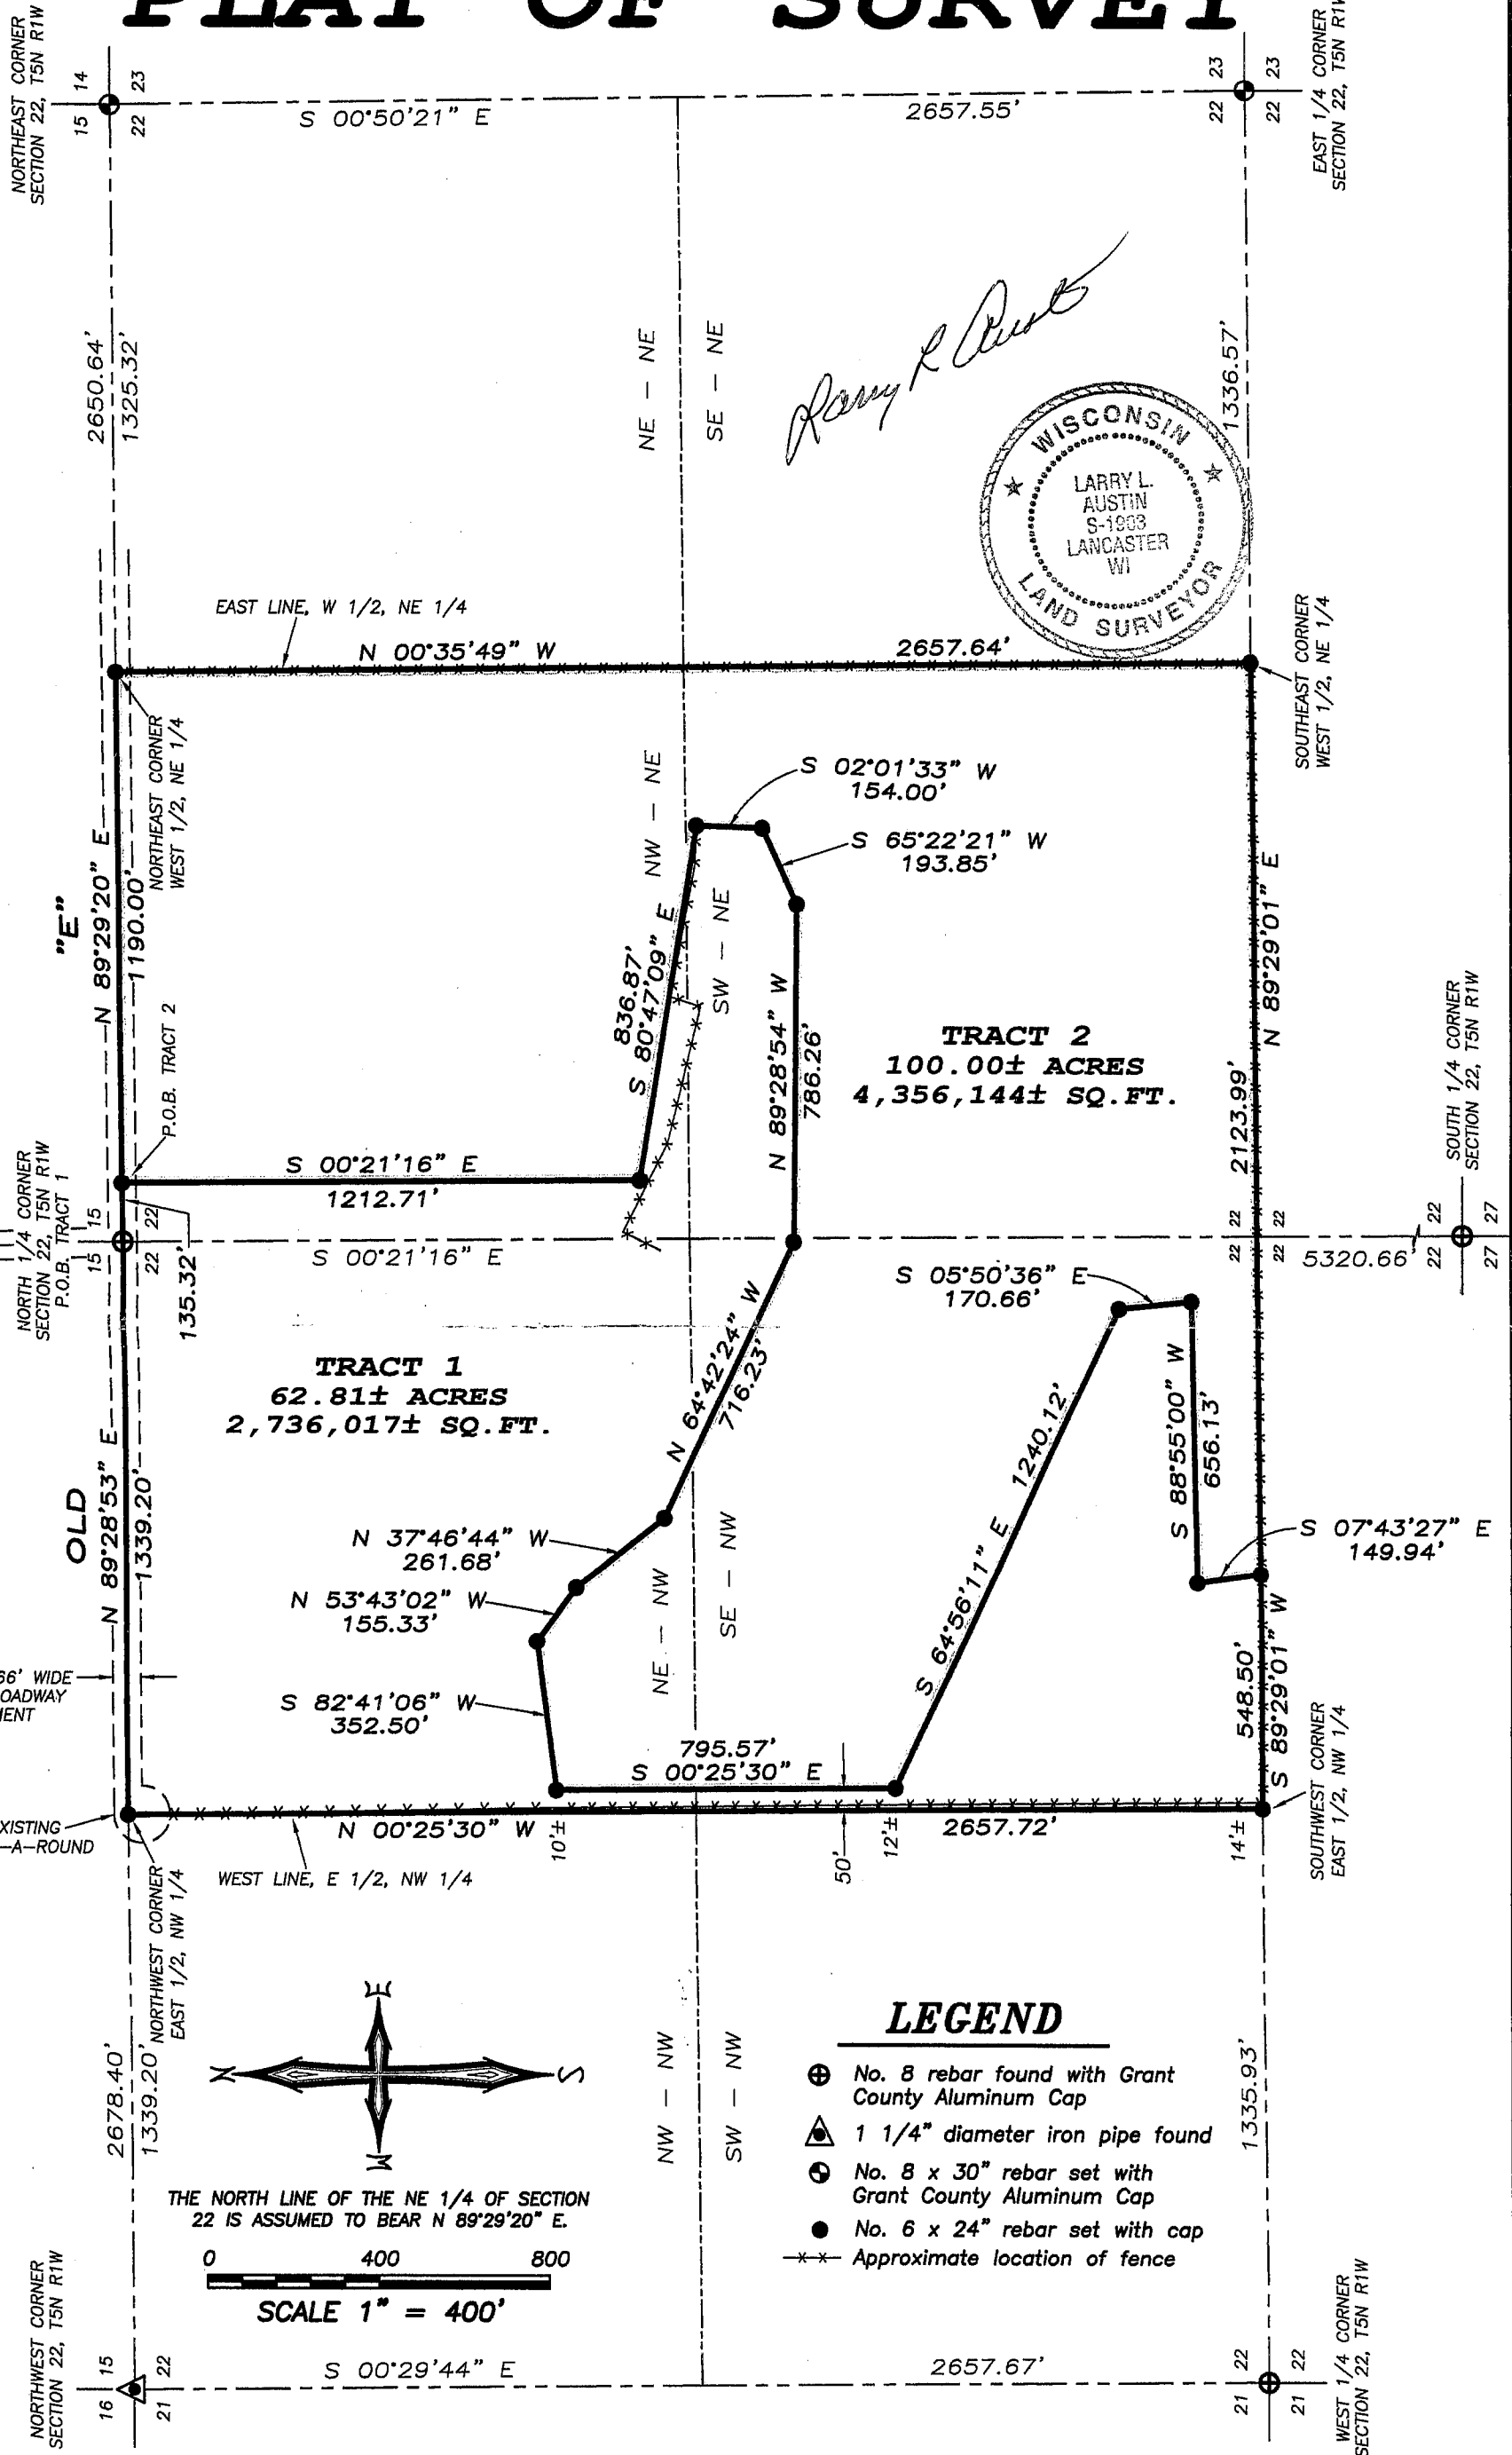 PLAT OF SURVEY
NORTHEAST CORNER
SECTION 22, T5N R1W
14
23
15
22
S 00°50'21" E
2657.55'
23
23
22
22
EAST 1/4 CORNER
SECTION 22, T5N R1W
2650.64'
1325.32'
NE - NE
SE - NE
1336.57'
WISCONSIN
LARRY L.
AUSTIN
S-1903
LANCASTER
WI
LAND SURVEYOR
EAST LINE, W 1/2, NE 1/4
N 00°35'49" W
2657.64'
NORTHEAST CORNER
WEST 1/2, NE 1/4
SOUTHEAST CORNER
WEST 1/2, NE 1/4
"E"
N 89°29'20" E
1190.00'
P.O.B. TRACT 2
NW - NE
SW - NE
S 02°01'33" W
154.00'
S 65°22'21" W
193.85'
836.87'
S 80°47'09" E
N 89°28'54" W
786.26'
TRACT 2
100.00± ACRES
4,356,144± SQ.FT.
N 89°29'01" E
2123.99'
S 00°21'16" E
1212.71'
NORTH 1/4 CORNER
SECTION 22, T5N R1W
P.O.B. TRACT 1
15
22
15
22
135.32'
S 00°21'16" E
22
22
22
22
5320.66'
22
27
22
27
SOUTH 1/4 CORNER
SECTION 22, T5N R1W
TRACT 1
62.81± ACRES
2,736,017± SQ.FT.
N 64°42'24" W
716.23'
S 05°50'36" E
170.66'
S 88°55'00" W
656.13'
S 07°43'27" E
149.94'
S 64°56'11" E
1240.12'
OLD
N 89°28'53" E
1339.20'
N 37°46'44" W
261.68'
N 53°43'02" W
155.33'
S 82°41'06" W
352.50'
NE - NW
SE - NW
66' WIDE
795.57'
S 00°25'30" E
548.50'
S 89°29'01" W
SOUTHWEST CORNER
EAST 1/2, NW 1/4
-A-ROUND
N 00°25'30" W
10'±
50'
12'±
2657.72'
14'±
WEST LINE, E 1/2, NW 1/4
NORTHWEST CORNER
EAST 1/2, NW 1/4
2678.40'
1339.20'
N
E
S
W
NW - NW
SW - NW
1335.93'
LEGEND
No. 8 rebar found with Grant
County Aluminum Cap
1 1/4" diameter iron pipe found
No. 8 x 30" rebar set with
Grant County Aluminum Cap
No. 6 x 24" rebar set with cap
Approximate location of fence
THE NORTH LINE OF THE NE 1/4 OF SECTION
22 IS ASSUMED TO BEAR N 89°29'20" E.
0 400 800
SCALE 1" = 400'
NORTHWEST CORNER
SECTION 22, T5N R1W
15
22
16
21
S 00°29'44" E
2657.67'
22
22
21
21
WEST 1/4 CORNER
SECTION 22, T5N R1W